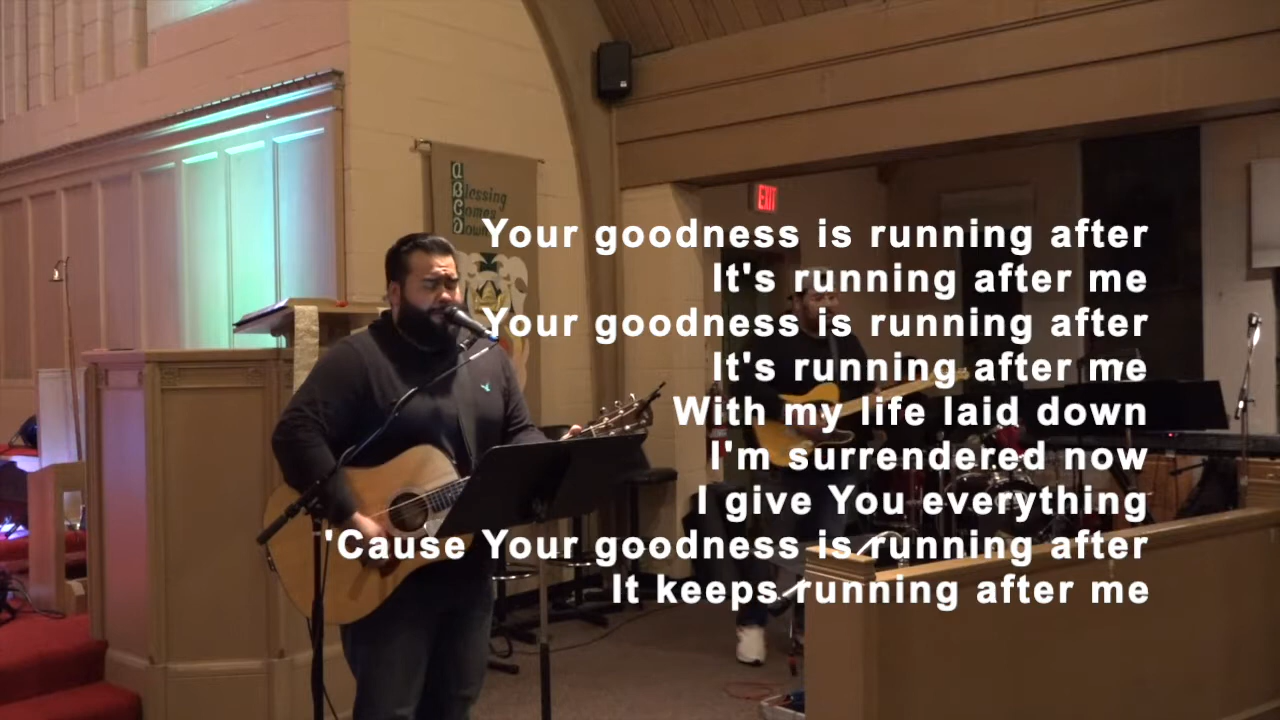 EXIT
Blessing
Comes
Down
Your goodness is running after
It's running after me
Your goodness is running after
It's running after me
With my life laid down
I'm surrendered now
I give You everything
'Cause Your goodness is running after
It keeps running after me